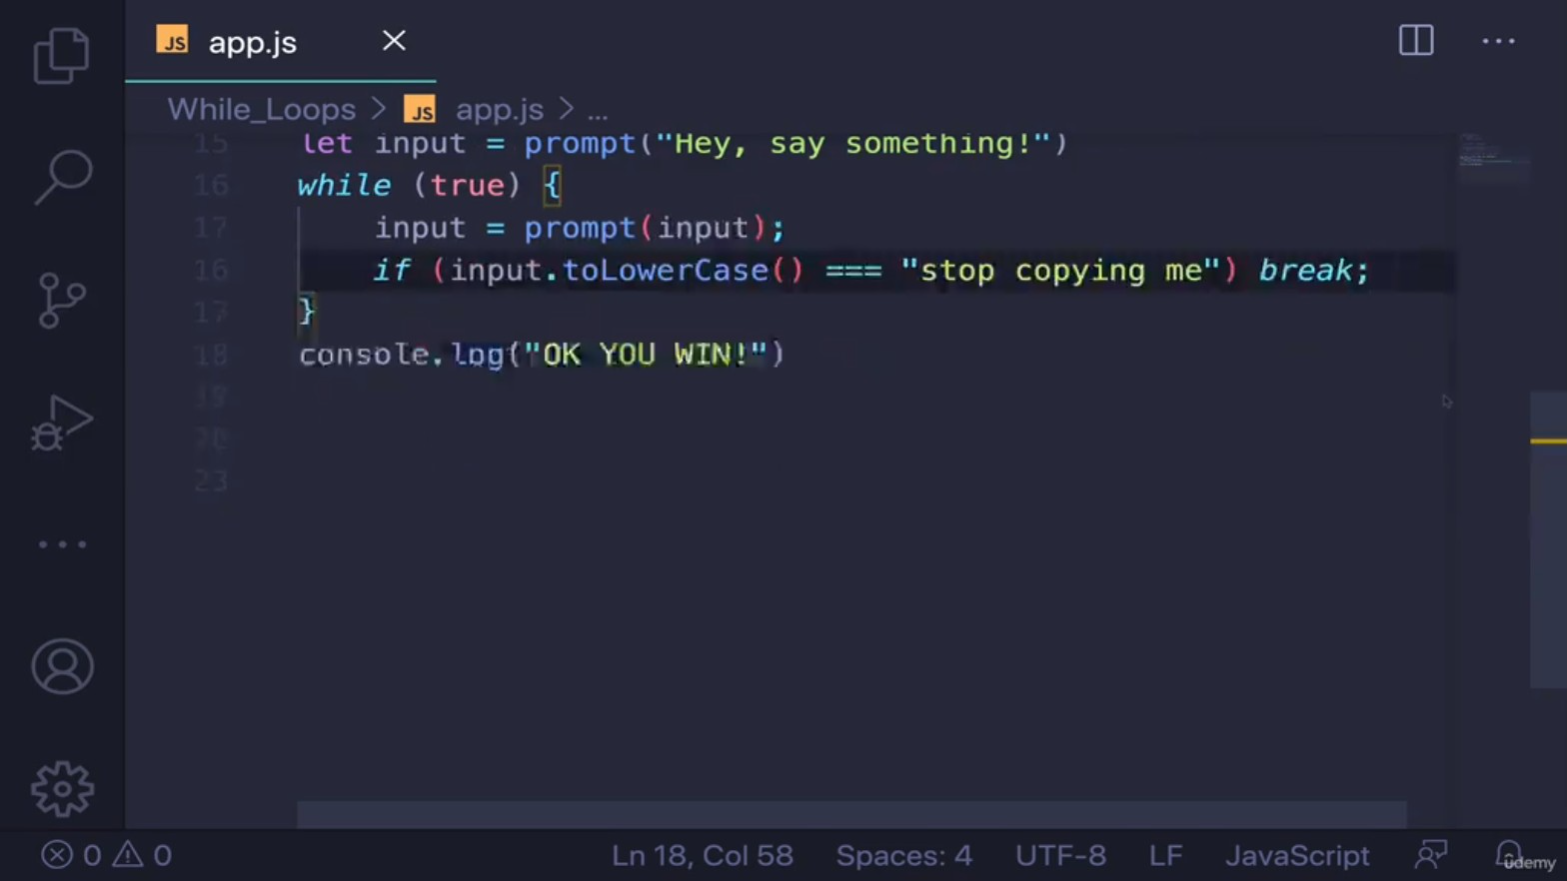 JS app.js
While_Loops > JS app.js > ...
15 let input = prompt("Hey, say something!")
16 while (true) {
17 input = prompt(input);
16 if (input.toLowerCase() === "stop copying me") break;
17 }
18 console.log("OK YOU WIN!")
19
23
0 0 Ln 18, Col 58 Spaces: 4 UTF-8 LF JavaScript
udemy